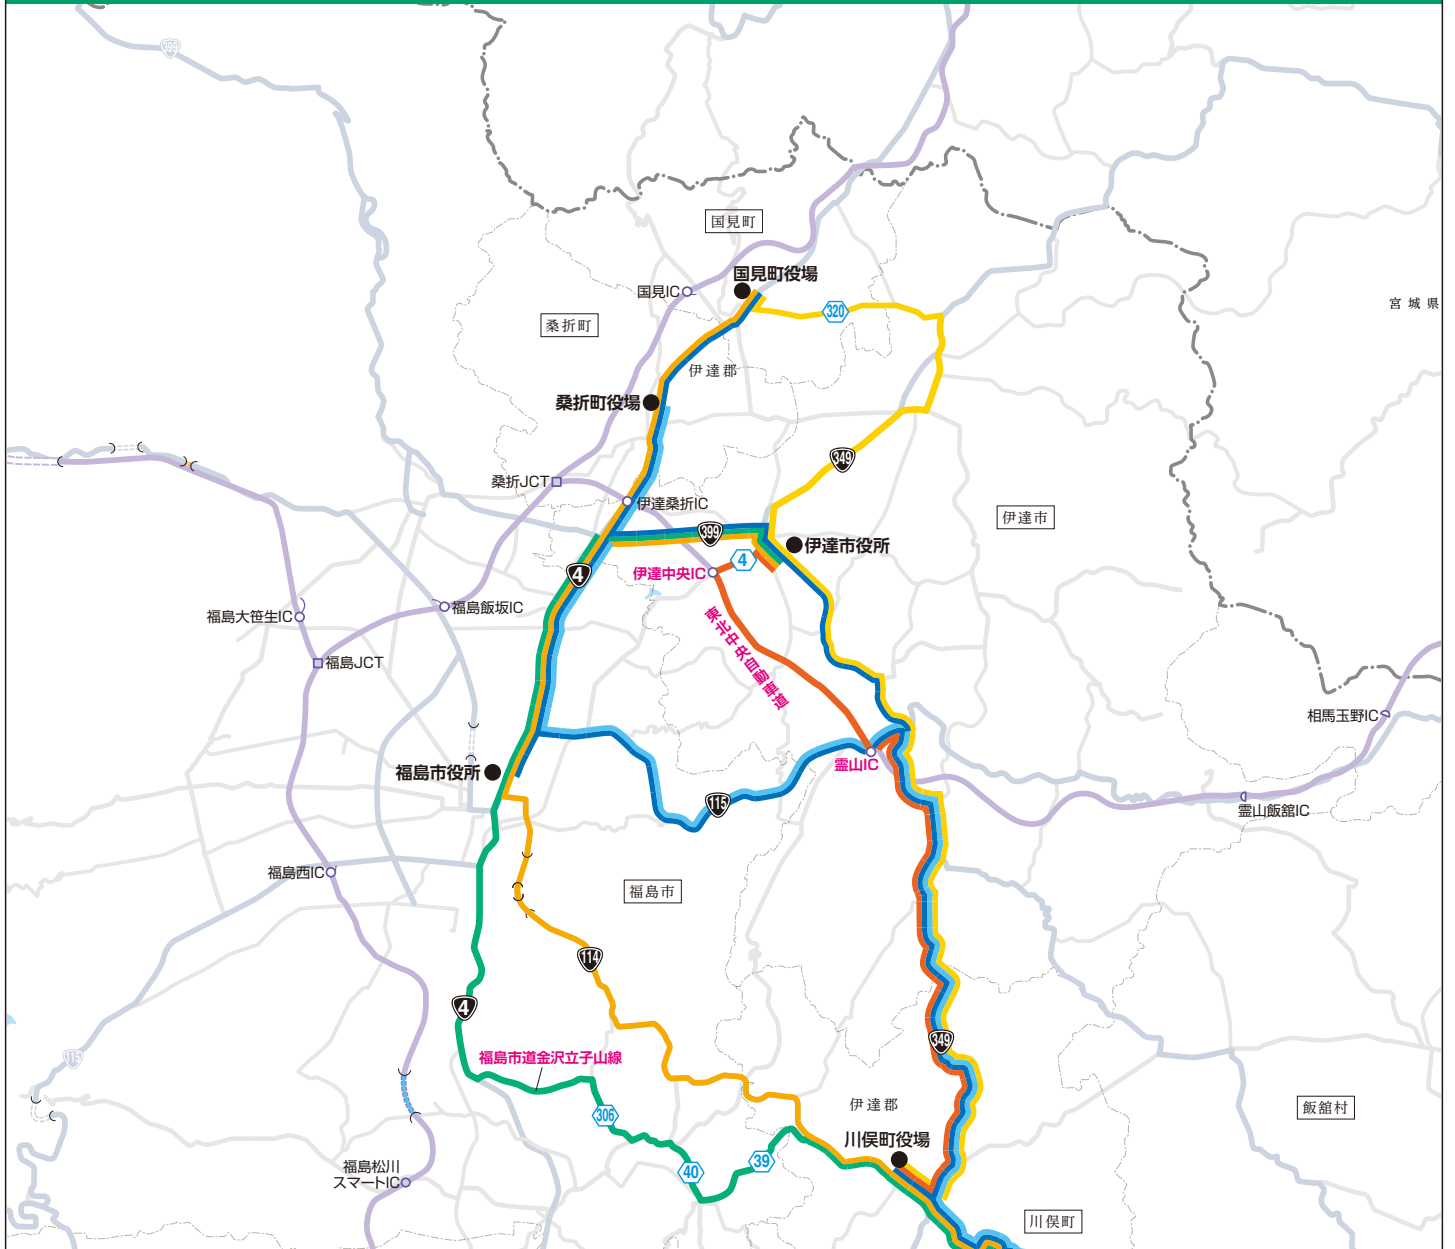 399
国見町
国見町役場
国見IC
320
宮城県
桑折町
伊達郡
桑折町役場
349
桑折JCT
伊達桑折IC
伊達市
399
伊達市役所
4
伊達中央IC
4
福島大笹生IC
福島飯坂IC
東北中央自動車道
福島JCT
相馬玉野IC
霊山IC
福島市役所
115
霊山飯舘IC
福島西IC
福島市
114
4
349
115
福島市道金沢立子山線
306
伊達郡
飯舘村
川俣町役場
39
40
福島松川
スマートIC
川俣町